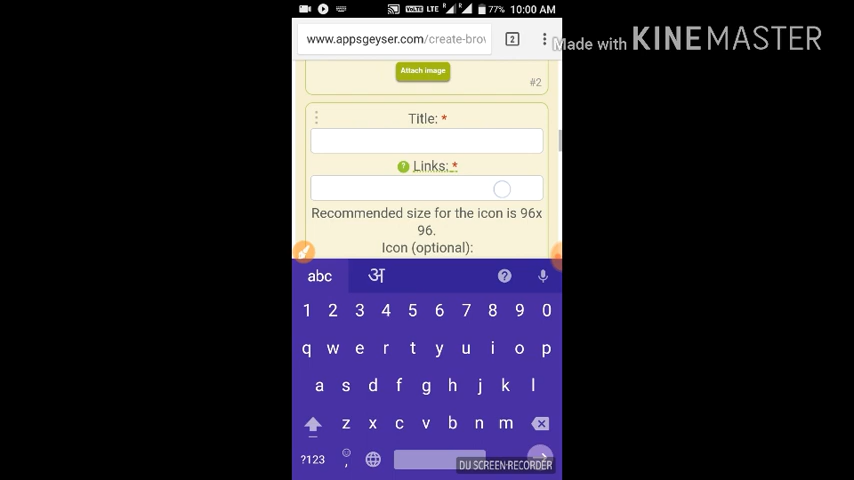 VoLTE LTE R R 77% 10:00 AM
www.appsgeyser.com/create-brow
2
Made with KINEMASTER
Attach image
#2
Title: *
? Links: *
Recommended size for the icon is 96x
96.
Icon (optional):
abc अ ?
1 2 3 4 5 6 7 8 9 0
q w e r t y u i o p
a s d f g h j k l
z x c v b n m
?123 ,
DU SCREEN RECORDER